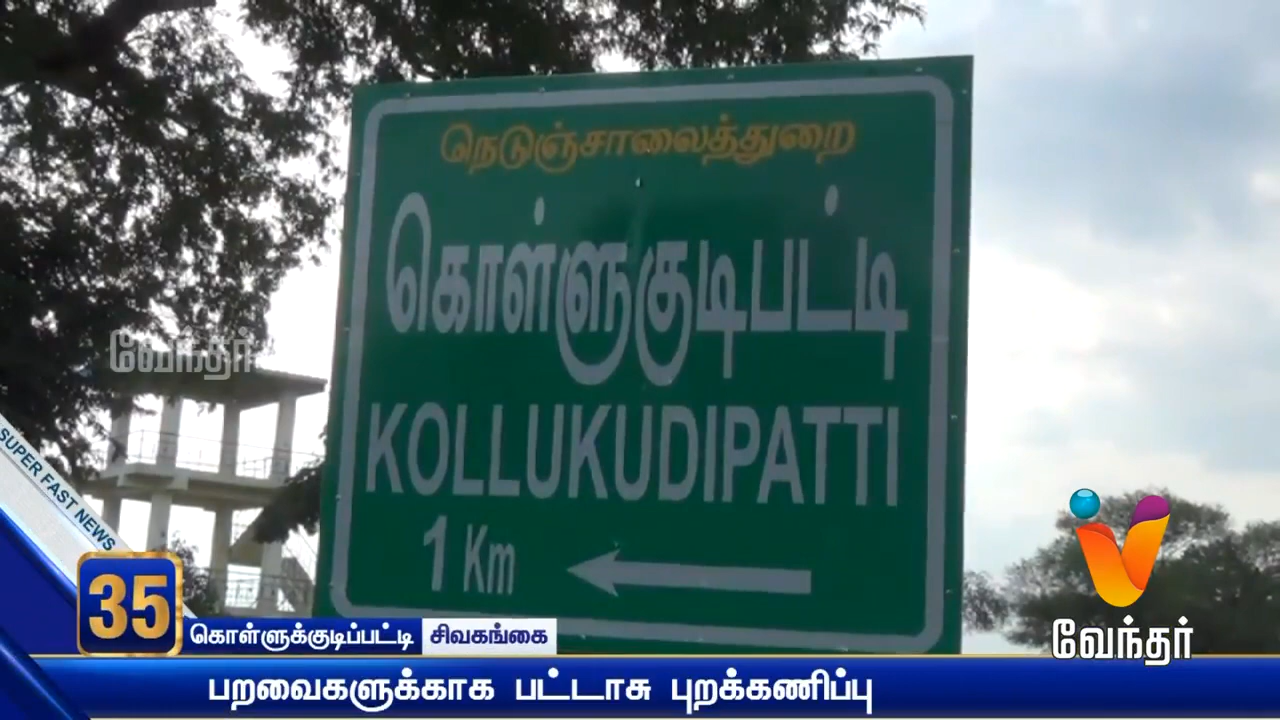 நெடுஞ்சாலைத்துறை
கொள்ளுகுடிபட்டி
KOLLUKUDIPATTI
1 Km
வேந்தர்
SUPER FAST NEWS
35
கொள்ளுக்குடிப்பட்டி சிவகங்கை
வேந்தர்
பறவைகளுக்காக பட்டாசு புறக்கணிப்பு